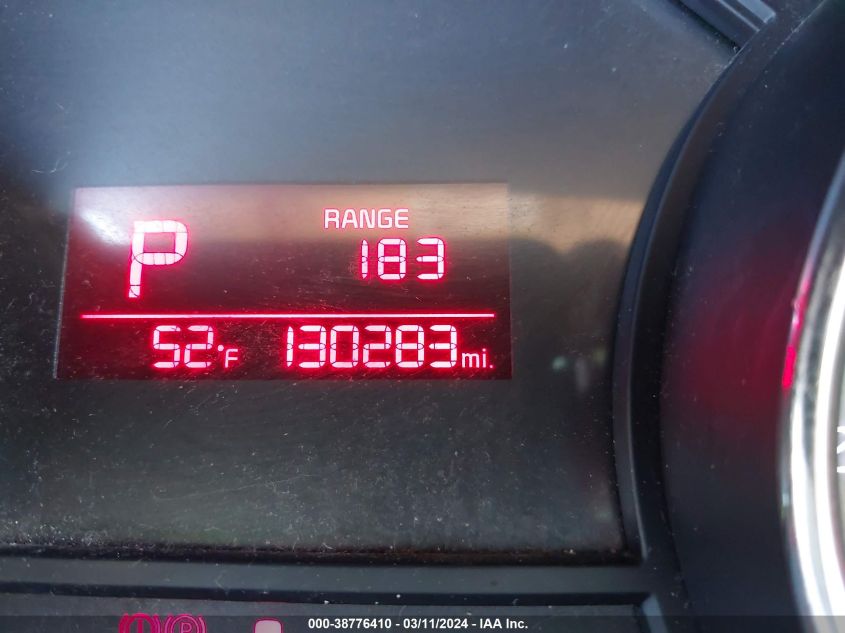 P
RANGE
183
52°F 130283 mi.
(!) (P)
000-38776410 - 03/11/2024 - IAA Inc.